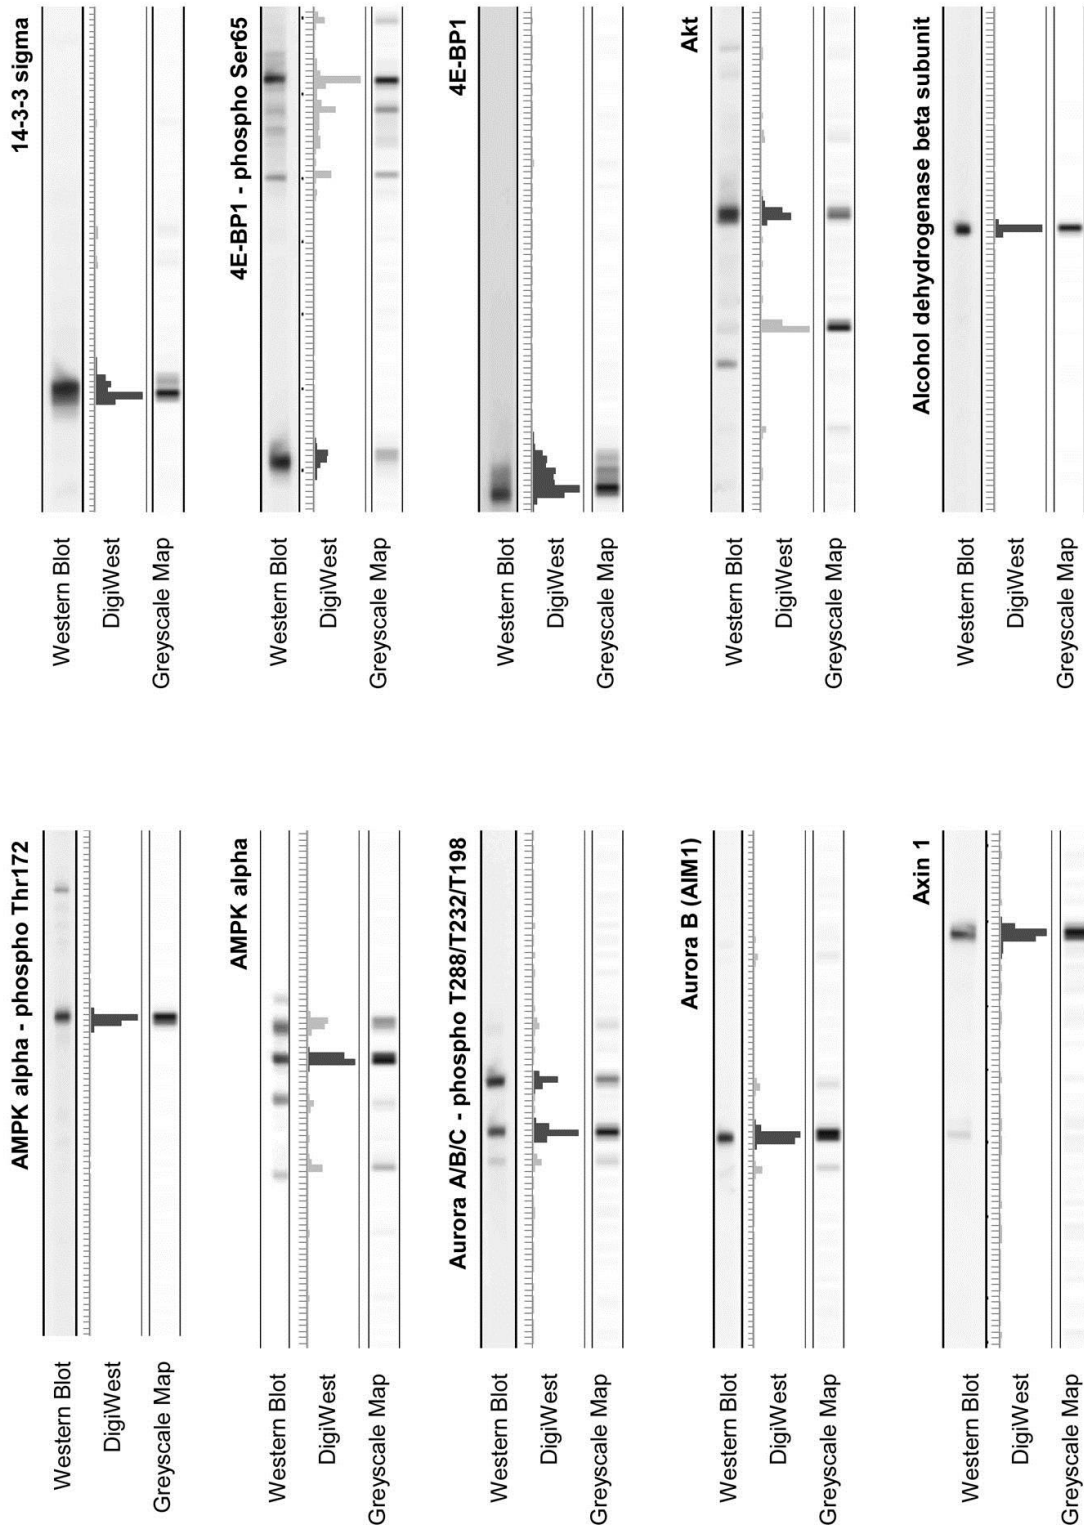 14-3-3 sigma
Western Blot
DigiWest
Greyscale Map
4E-BP1 - phospho Ser65
Western Blot
DigiWest
Greyscale Map
4E-BP1
Western Blot
DigiWest
Greyscale Map
Akt
Western Blot
DigiWest
Greyscale Map
Alcohol dehydrogenase beta subunit
Western Blot
DigiWest
Greyscale Map
AMPK alpha - phospho Thr172
Western Blot
DigiWest
Greyscale Map
AMPK alpha
Western Blot
DigiWest
Greyscale Map
Aurora A/B/C - phospho T288/T232/T198
Western Blot
DigiWest
Greyscale Map
Aurora B (AIM1)
Western Blot
DigiWest
Greyscale Map
Axin 1
Western Blot
DigiWest
Greyscale Map